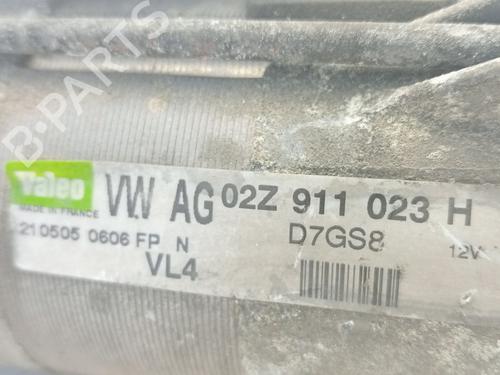 B-PARTS
Valeo
MADE IN FRANCE
VW AG 02Z 911 023 H
210505 0606 FP N
D7GS8
12V
VL4